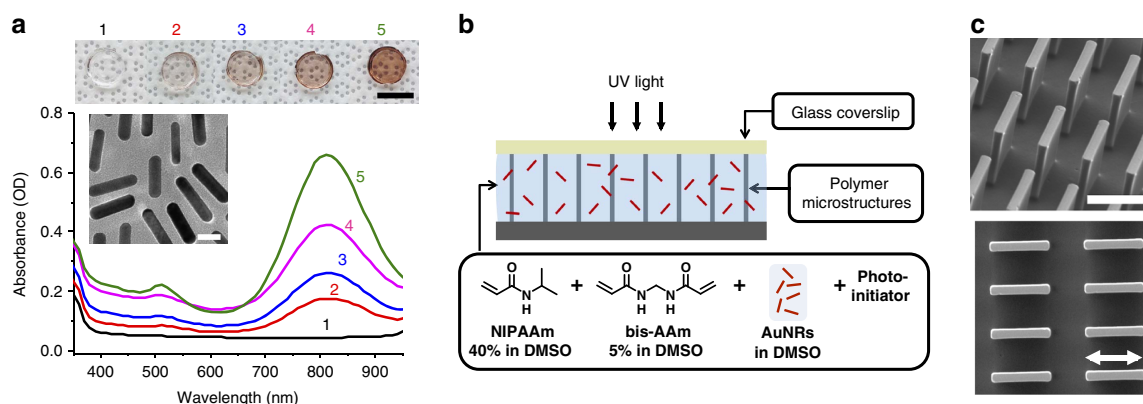 a
1 2 3 4 5
0.8
0.6
0.4
0.2
0.0
Absorbance (OD)
5
4
3
2
1
400 500 600 700 800 900
Wavelength (nm)
b
UV light
Glass coverslip
Polymer
microstructures
O
N
H
+
O
N
H
N
H
O
+
+
Photo-
initiator
NIPAAm
40% in DMSO
bis-AAm
5% in DMSO
AuNRs
in DMSO
c